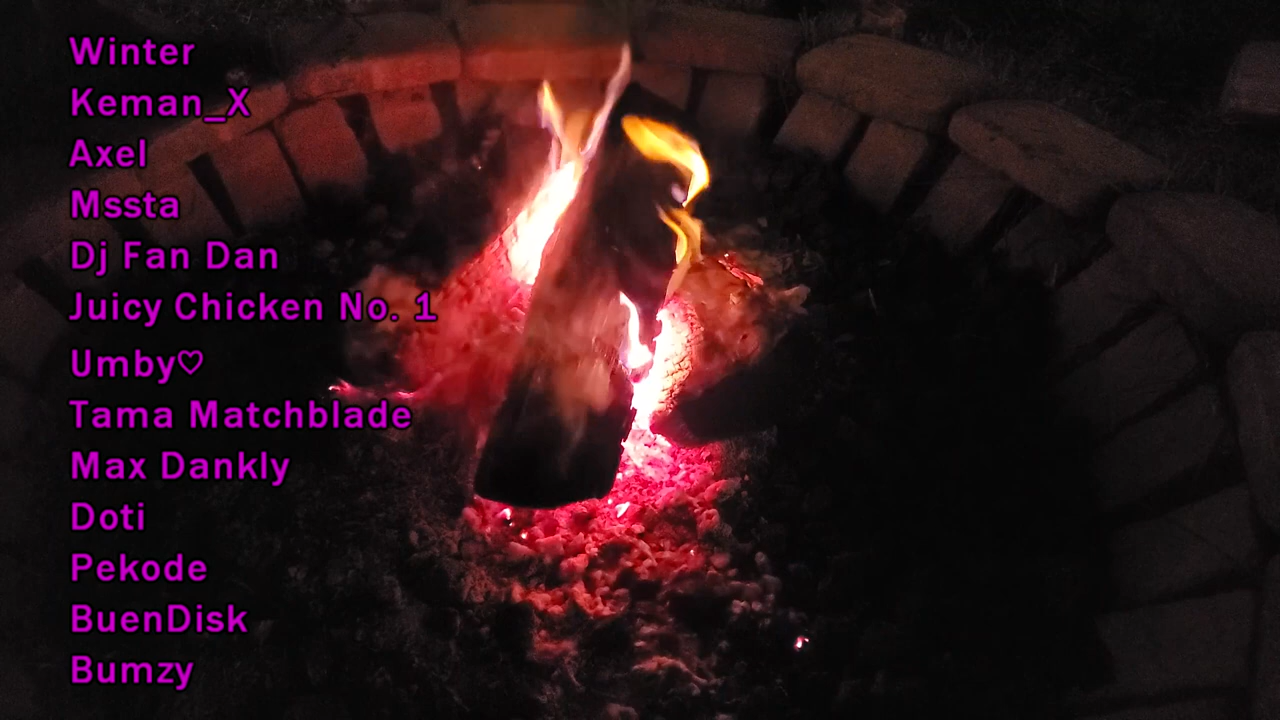 Winter
Keman_X
Axel
Mssta
Dj Fan Dan
Juicy Chicken No. 1
Umby♡
Tama Matchblade
Max Dankly
Doti
Pekode
BuenDisk
Bumzy